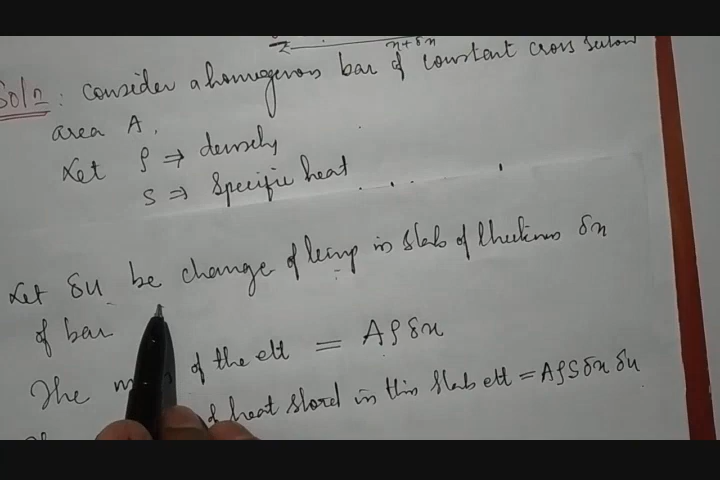 x+δx
Soln: Consider a homogenous bar of constant cross section
area A.
Let ρ ⇒ density
S ⇒ Specific heat
Let δu be change of temp in slab of thickness δx
of bar
The of the elt = Aρδx
of heat stored in this slab elt = AρSδx δu